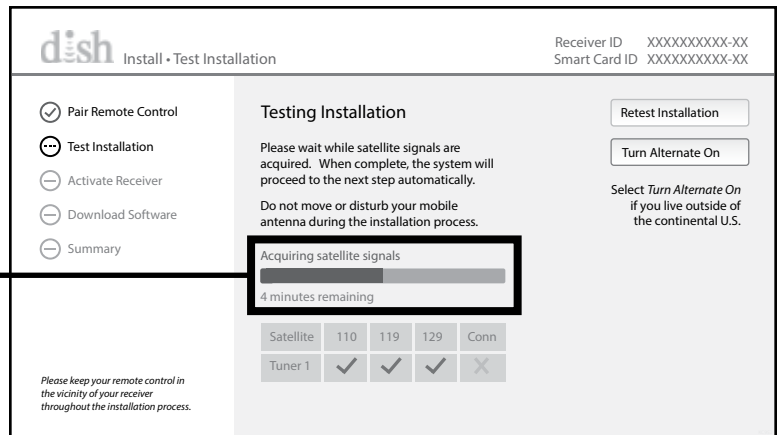 dish Install • Test Installation
Receiver ID XXXXXXXXXX-XX
Smart Card ID XXXXXXXXXX-XX
Pair Remote Control
Test Installation
Activate Receiver
Download Software
Summary
Please keep your remote control in
the vicinity of your receiver
throughout the installation process.
Testing Installation
Please wait while satellite signals are
acquired. When complete, the system will
proceed to the next step automatically.
Do not move or disturb your mobile
antenna during the installation process.
Acquiring satellite signals
4 minutes remaining
Satellite 110 119 129 Conn
Tuner 1 ✓ ✓ ✓ X
Retest Installation
Turn Alternate On
Select Turn Alternate On
if you live outside of
the continental U.S.